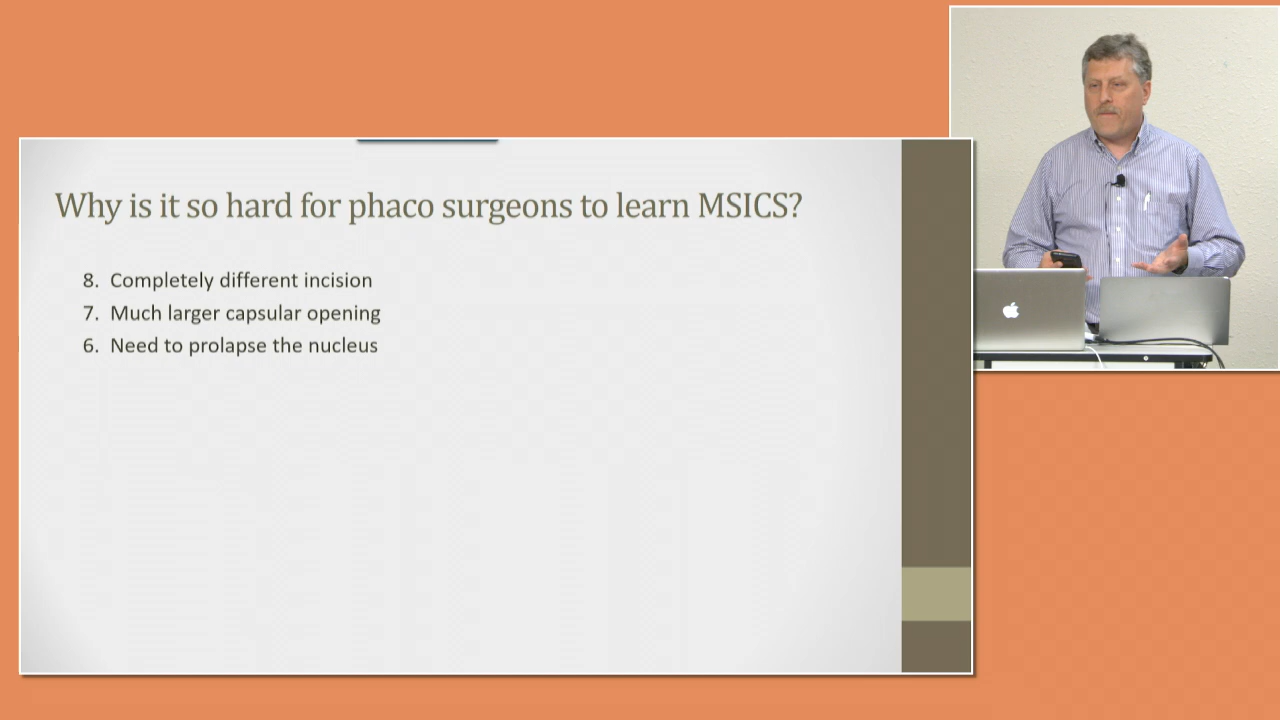 Why is it so hard for phaco surgeons to learn MSICS?
8. Completely different incision
7. Much larger capsular opening
6. Need to prolapse the nucleus